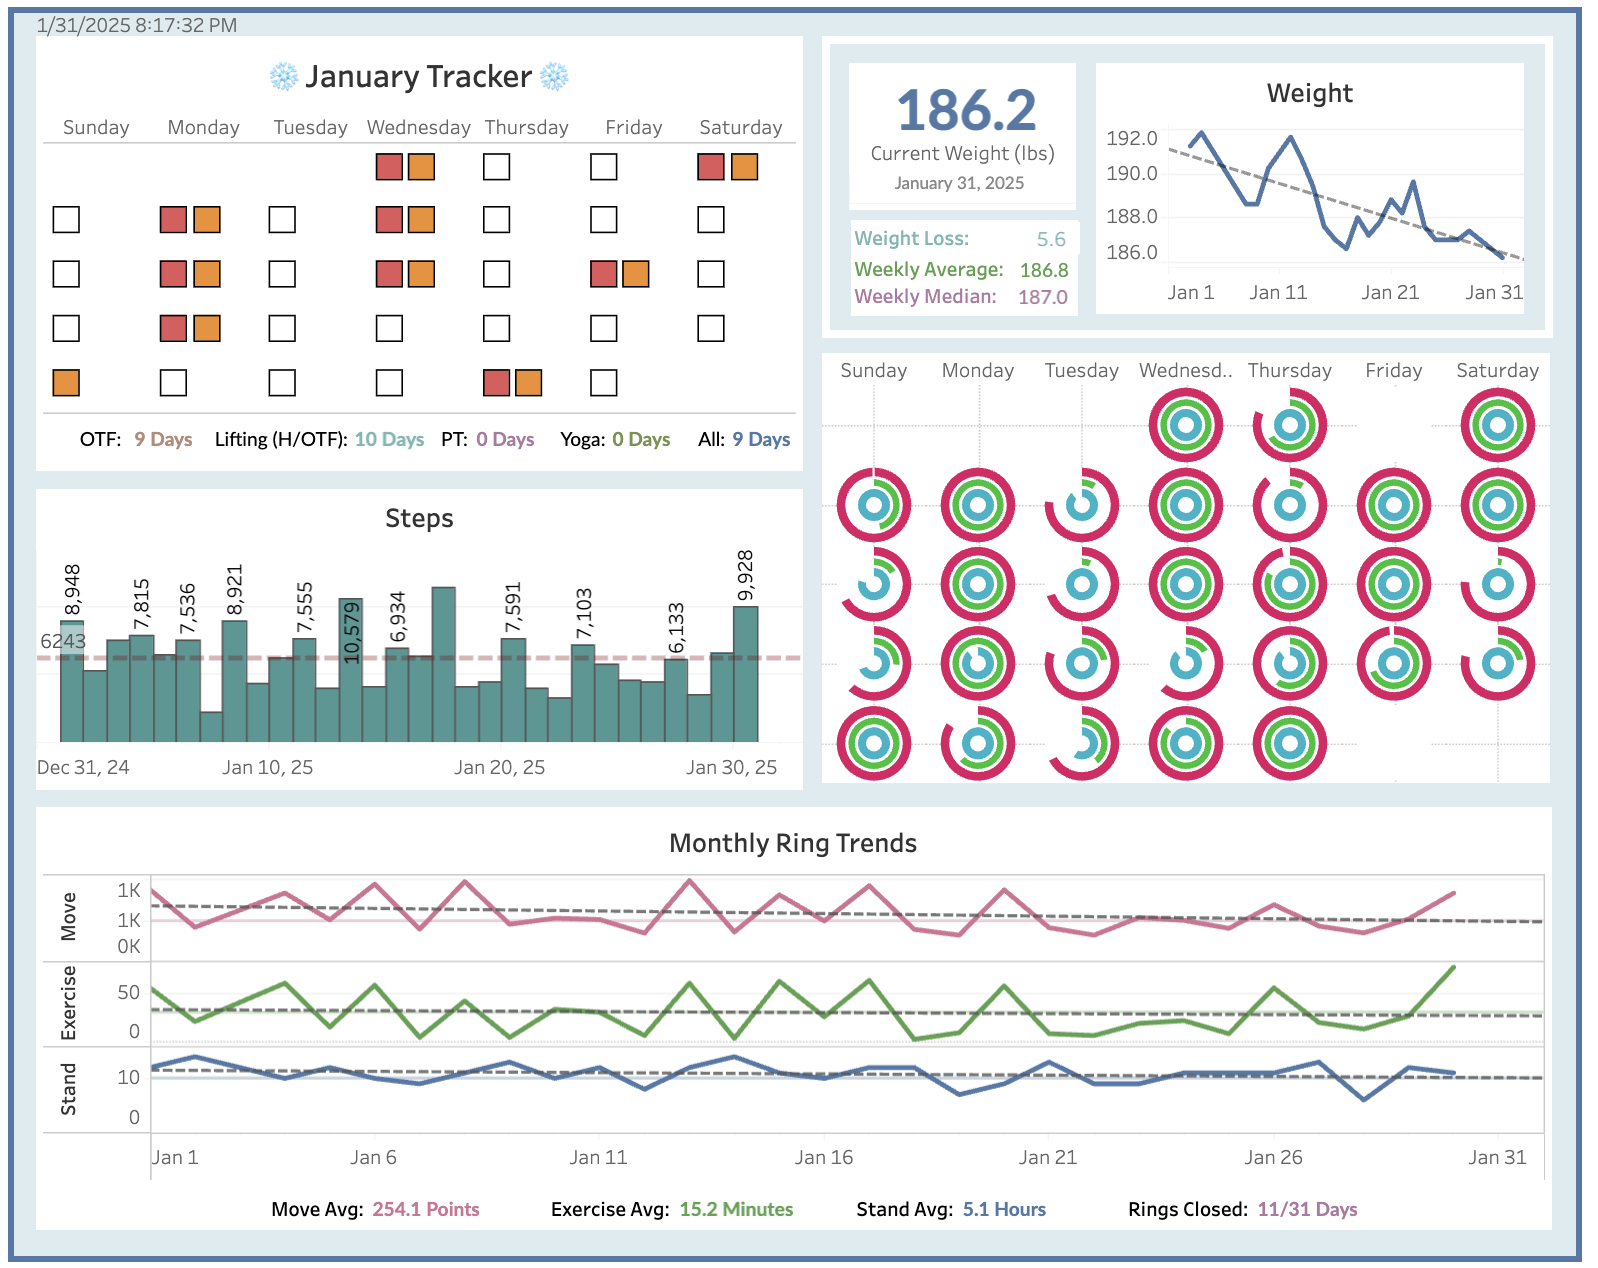 1/31/2025 8:17:32 PM
January Tracker
Sunday Monday Tuesday Wednesday Thursday Friday Saturday
OTF: 9 Days Lifting (H/OTF): 10 Days PT: 0 Days Yoga: 0 Days All: 9 Days
186.2
Current Weight (lbs)
January 31, 2025
Weight Loss: 5.6
Weekly Average: 186.8
Weekly Median: 187.0
Weight
192.0
190.0
188.0
186.0
Jan 1 Jan 11 Jan 21 Jan 31
Steps
8,948 7,815 7,536 8,921 7,555 10,579 6,934 7,591 7,103 6,133 9,928
6243
Dec 31, 24 Jan 10, 25 Jan 20, 25 Jan 30, 25
Sunday Monday Tuesday Wednesd.. Thursday Friday Saturday
Monthly Ring Trends
Move
1K
1K
0K
Exercise
50
0
Stand
10
0
Jan 1 Jan 6 Jan 11 Jan 16 Jan 21 Jan 26 Jan 31
Move Avg: 254.1 Points Exercise Avg: 15.2 Minutes Stand Avg: 5.1 Hours Rings Closed: 11/31 Days